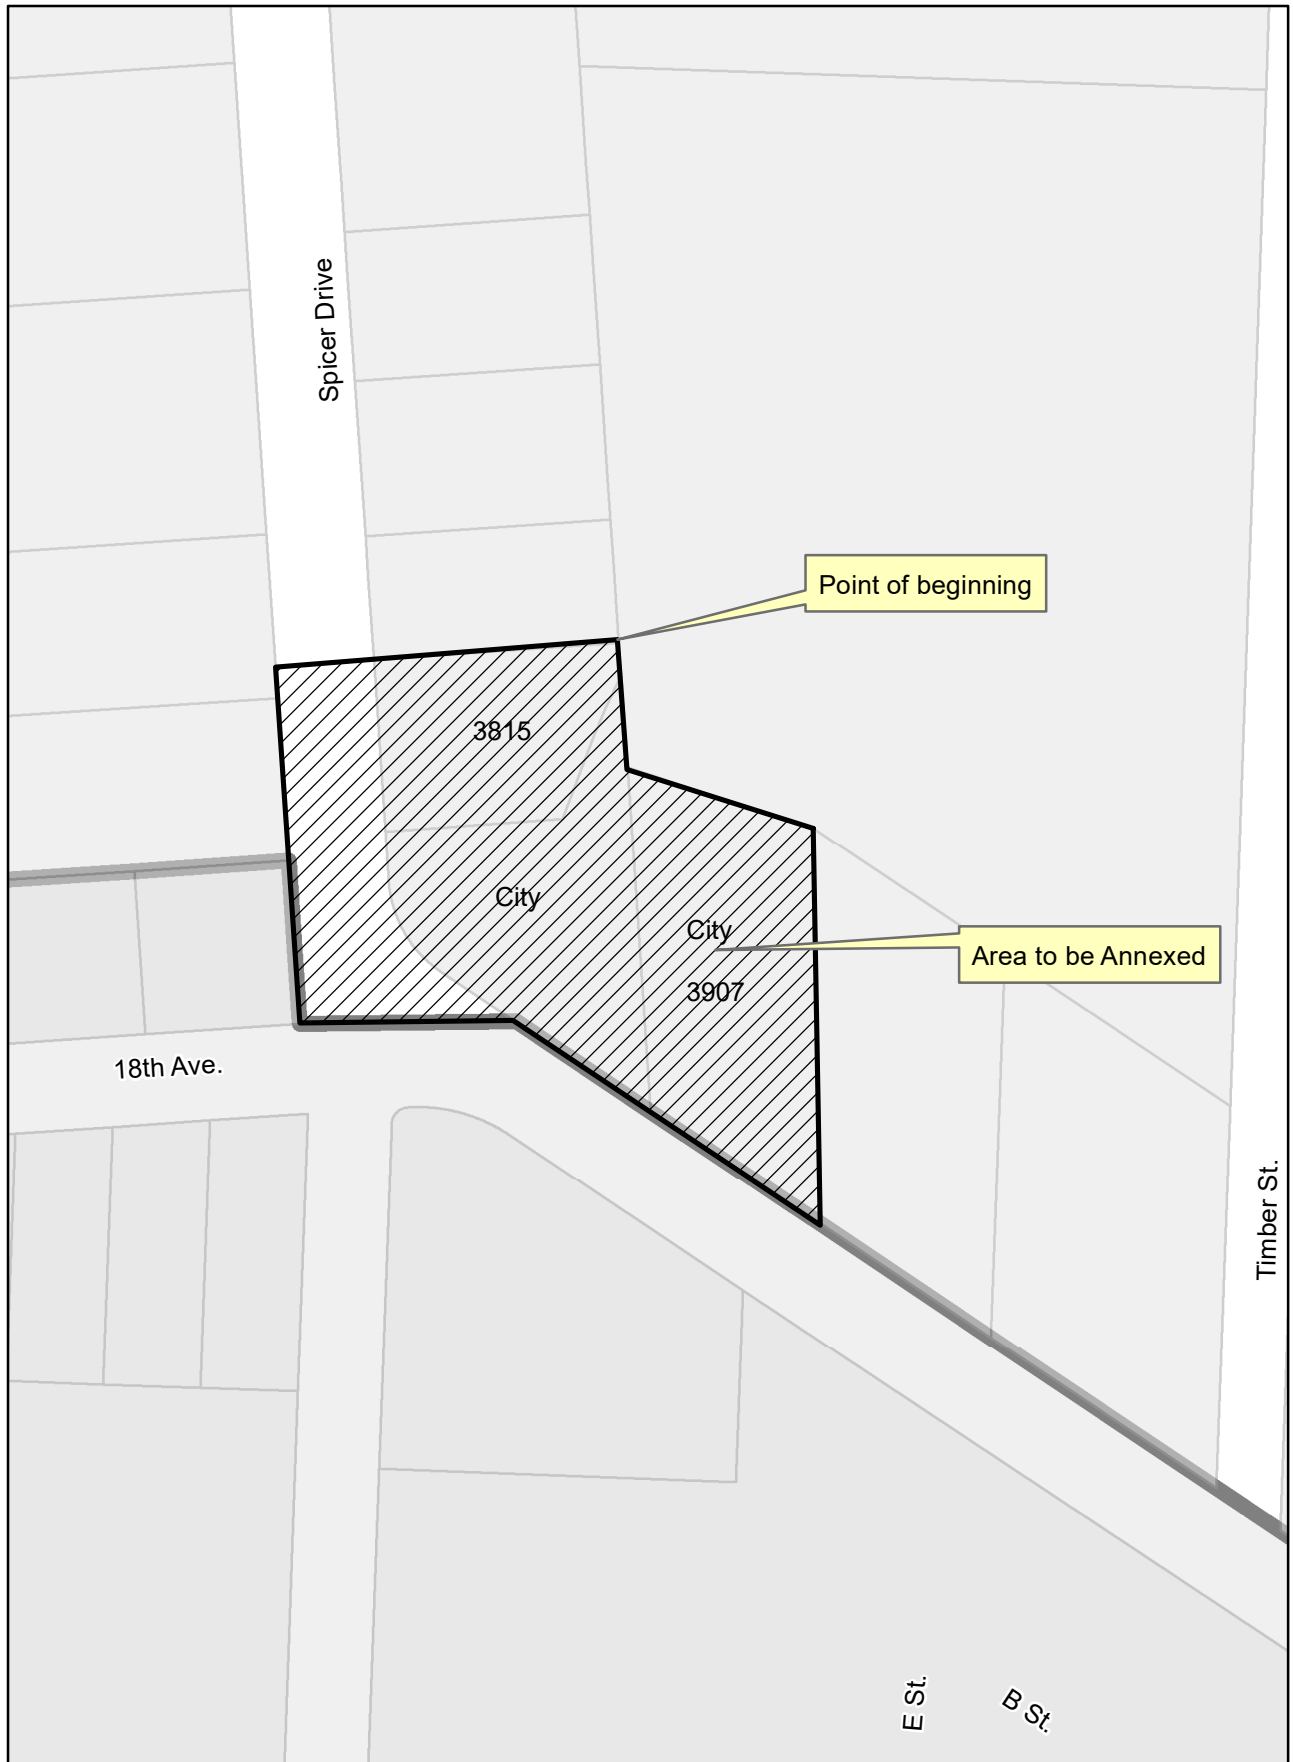 Spicer Drive
Point of beginning
3815
City
City
Area to be Annexed
3907
18th Ave.
Timber St.
E St.
B St.